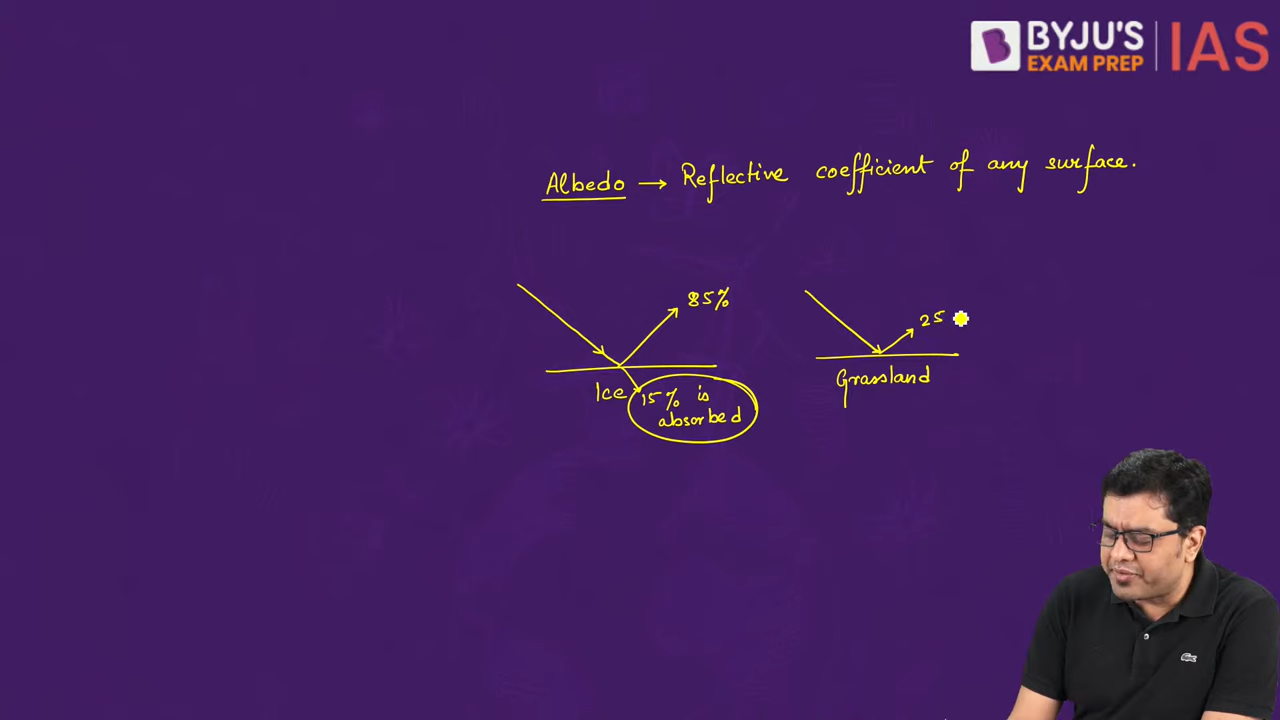 BYJU'S
EXAM PREP
IAS
Albedo → Reflective coefficient of any surface.
85%
25
Ice
15% is
absorbed
Grassland